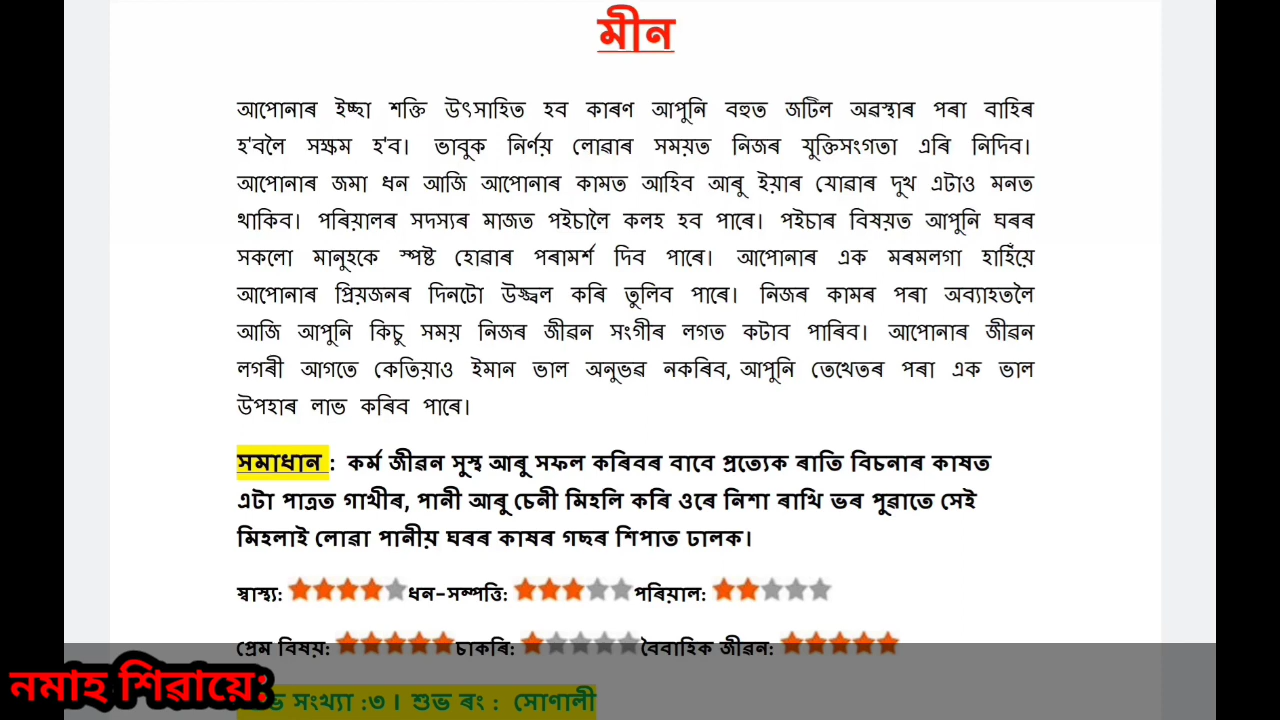 মীন
আপোনাৰ ইচ্ছা শক্তি উৎসাহিত হব কাৰণ আপুনি বহুত জটিল অৱস্থাৰ পৰা বাহিৰ
হ'বলৈ সক্ষম হ'ব। ভাবুক নিৰ্ণয় লোৱাৰ সময়ত নিজৰ যুক্তিসংগতা এৰি নিদিব।
আপোনাৰ জমা ধন আজি আপোনাৰ কামত আহিব আৰু ইয়াৰ যোৱাৰ দুখ এটাও মনত
থাকিব। পৰিয়ালৰ সদস্যৰ মাজত পইচালৈ কলহ হব পাৰে। পইচাৰ বিষয়ত আপুনি ঘৰৰ
সকলো মানুহকে স্পষ্ট হোৱাৰ পৰামৰ্শ দিব পাৰে। আপোনাৰ এক মৰমলগা হাহিঁয়ে
আপোনাৰ প্ৰিয়জনৰ দিনটো উজ্জ্বল কৰি তুলিব পাৰে। নিজৰ কামৰ পৰা অব্যাহতলৈ
আজি আপুনি কিচু সময় নিজৰ জীৱন সংগীৰ লগত কটাব পাৰিব। আপোনাৰ জীৱন
লগৰী আগতে কেতিয়াও ইমান ভাল অনুভৱ নকৰিব, আপুনি তেখেতৰ পৰা এক ভাল
উপহাৰ লাভ কৰিব পাৰে।
সমাধান : কৰ্ম জীৱন সুস্থ আৰু সফল কৰিবৰ বাবে প্ৰত্যেক ৰাতি বিচনাৰ কাষত
এটা পাত্ৰত গাখীৰ, পানী আৰু চেনী মিহলি কৰি ওৰে নিশা ৰাখি ভৰ পুৱাতে সেই
মিহলাই লোৱা পানীয় ঘৰৰ কাষৰ গছৰ শিপাত ঢালক।
স্বাস্থ্য: ধন-সম্পত্তি: পৰিয়াল:
প্ৰেম বিষয়: চাকৰি: বৈবাহিক জীৱন:
সংখ্যা :৩। শুভ ৰং : সোণালী
নমাহ শিৱায়ে: